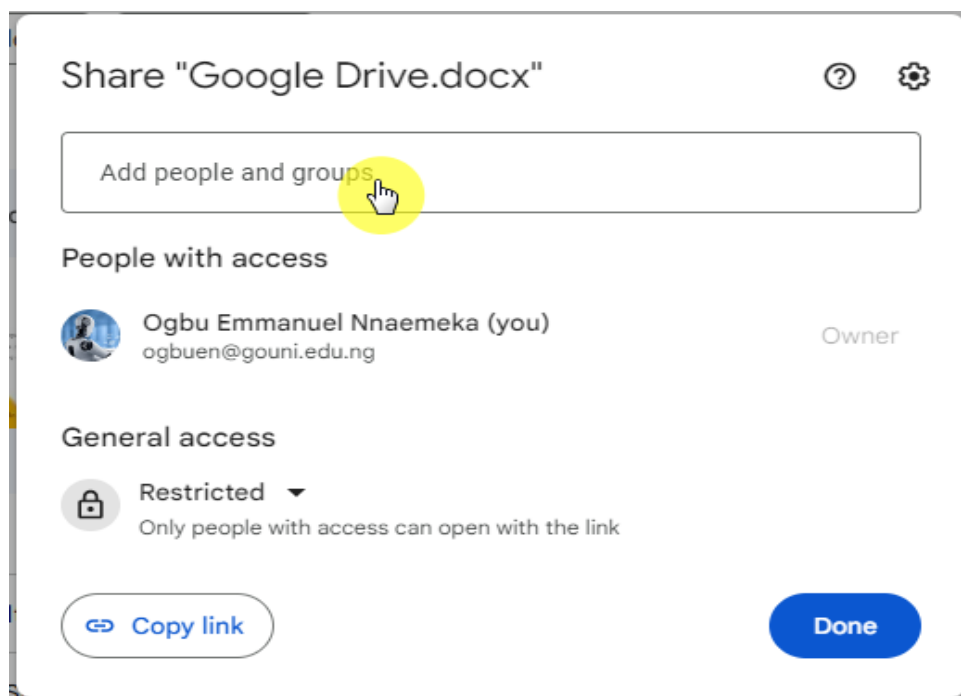 Share "Google Drive.docx"
Add people and groups
People with access
Ogbu Emmanuel Nnaemeka (you)
ogbuen@gouni.edu.ng
Owner
General access
Restricted
Only people with access can open with the link
Copy link
Done